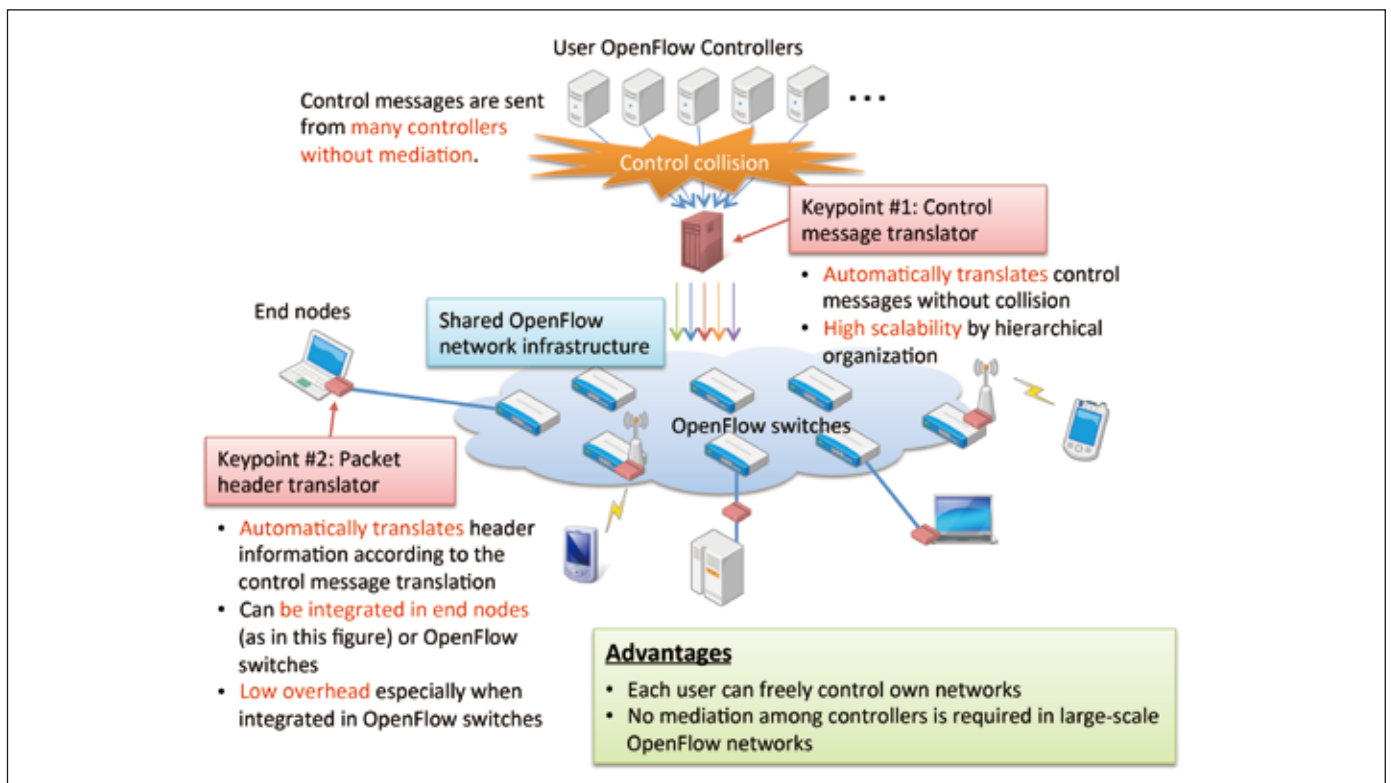 User OpenFlow Controllers
Control messages are sent
from many controllers
without mediation.
...
Control collision
Keypoint #1: Control
message translator
• Automatically translates control
messages without collision
• High scalability by hierarchical
organization
End nodes
Shared OpenFlow
network infrastructure
OpenFlow switches
Keypoint #2: Packet
header translator
• Automatically translates header
information according to the
control message translation
• Can be integrated in end nodes
(as in this figure) or OpenFlow
switches
• Low overhead especially when
integrated in OpenFlow switches
Advantages
• Each user can freely control own networks
• No mediation among controllers is required in large-scale
OpenFlow networks